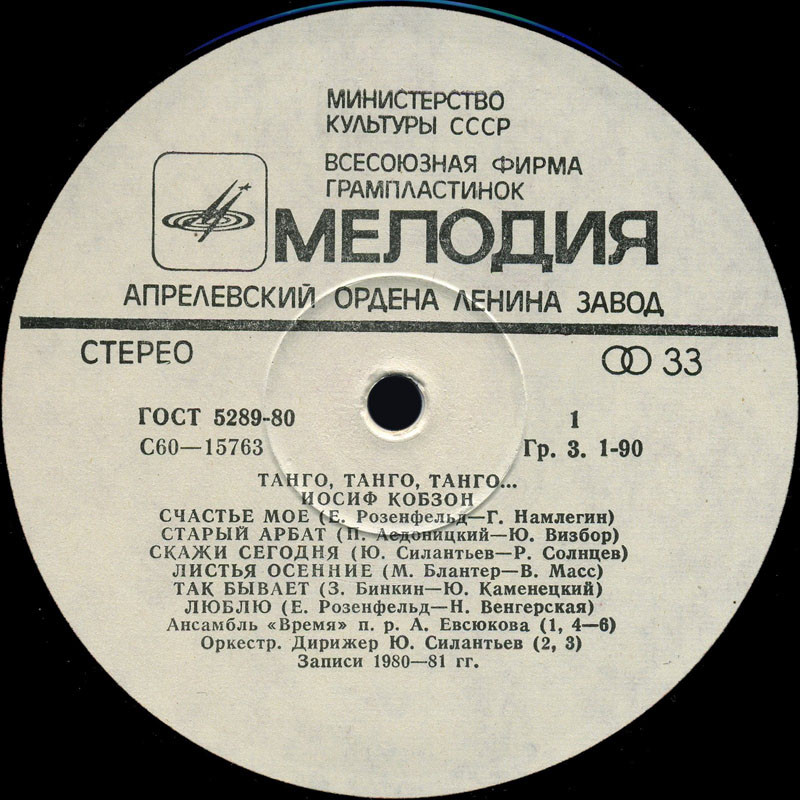 МИНИСТЕРСТВО
КУЛЬТУРЫ СССР
ВСЕСОЮЗНАЯ ФИРМА
ГРАМПЛАСТИНОК
МЕЛОДИЯ
АПРЕЛЕВСКИЙ ОРДЕНА ЛЕНИНА ЗАВОД
СТЕРЕО 33
ГОСТ 5289-80 1
С60—15763 Гр. 3. 1-90
ТАНГО, ТАНГО, ТАНГО...
ИОСИФ КОБЗОН
СЧАСТЬЕ МОЕ (Е. Розенфельд—Г. Намлегин)
СТАРЫЙ АРБАТ (П. Аедоницкий—Ю. Визбор)
СКАЖИ СЕГОДНЯ (Ю. Силантьев—Р. Солнцев)
ЛИСТЬЯ ОСЕННИЕ (М. Блантер—В. Масс)
ТАК БЫВАЕТ (З. Бинкин—Ю. Каменецкий)
ЛЮБЛЮ (Е. Розенфельд—Н. Венгерская)
Ансамбль «Время» п. р. А. Евсюкова (1, 4—6)
Оркестр. Дирижер Ю. Силантьев (2, 3)
Записи 1980—81 гг.